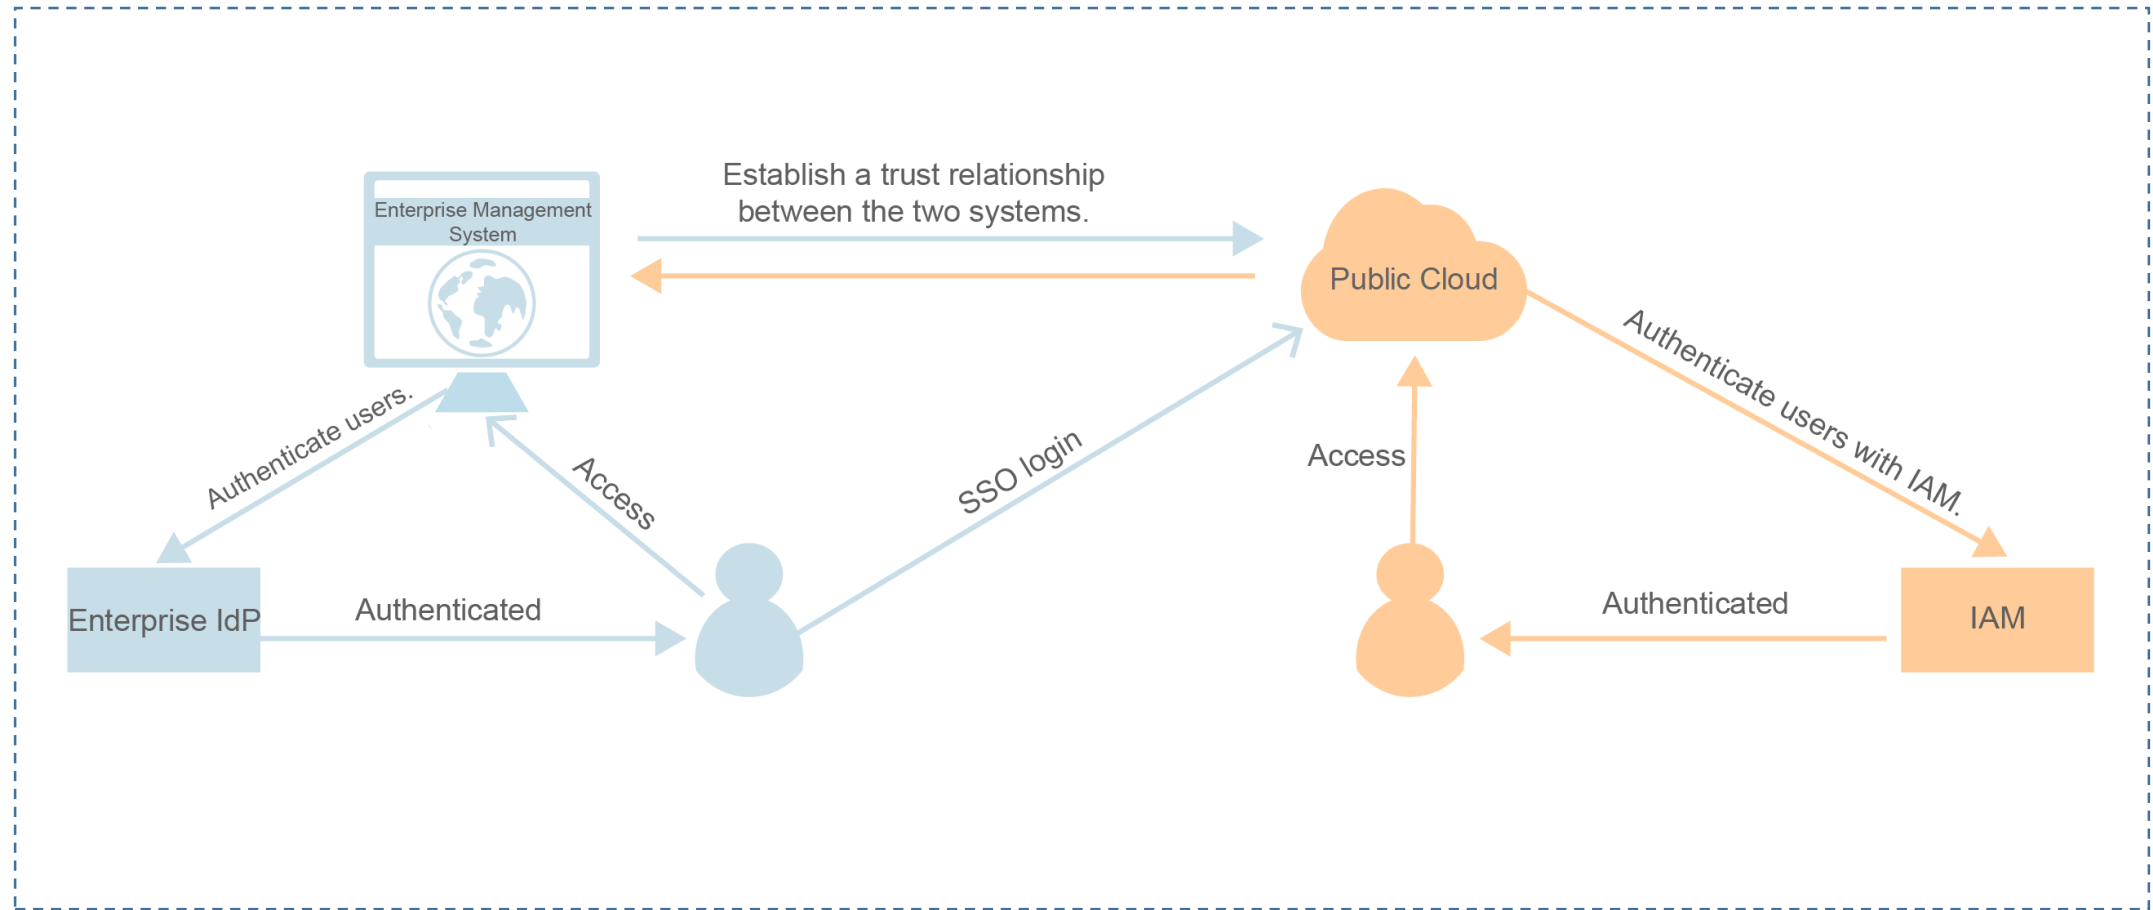 Establish a trust relationship
between the two systems.
Enterprise Management
System
Public Cloud
Authenticate users.
Access
SSO login
Access
Authenticate users with IAM.
Enterprise IdP
Authenticated
Authenticated
IAM